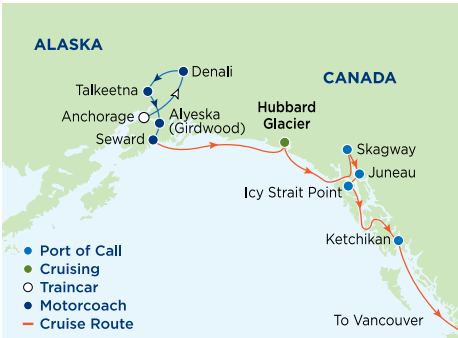 ALASKA
Denali
CANADA
Talkeetna
Hubbard
Glacier
Anchorage
Alyeska
(Girdwood)
Seward
Skagway
Juneau
Icy Strait Point
Ketchikan
Port of Call
Cruising
Traincar
Motorcoach
Cruise Route
To Vancouver